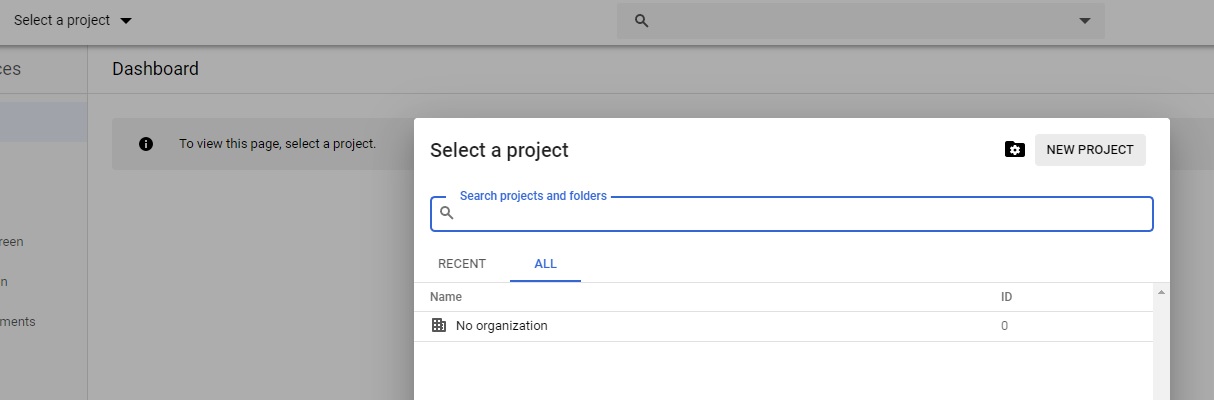 Select a project
ces
Dashboard
To view this page, select a project.
Select a project
NEW PROJECT
Search projects and folders
RECENT ALL
Name ID
No organization 0
reen
n
ments